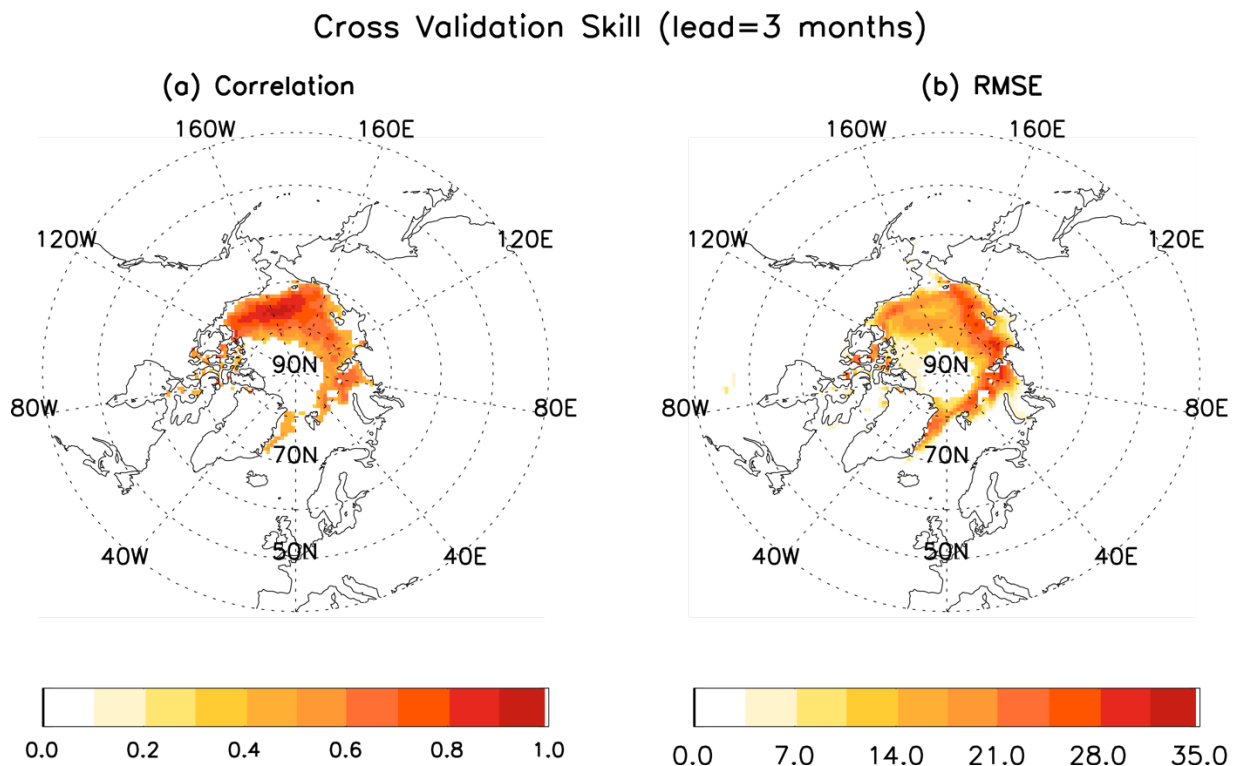 Cross Validation Skill (lead=3 months)
(a) Correlation
160W 160E
120W 120E
90N
80W 80E
70N
40W 50N 40E
0.0 0.2 0.4 0.6 0.8 1.0
(b) RMSE
160W 160E
120W 120E
90N
80W 80E
70N
40W 50N 40E
0.0 7.0 14.0 21.0 28.0 35.0